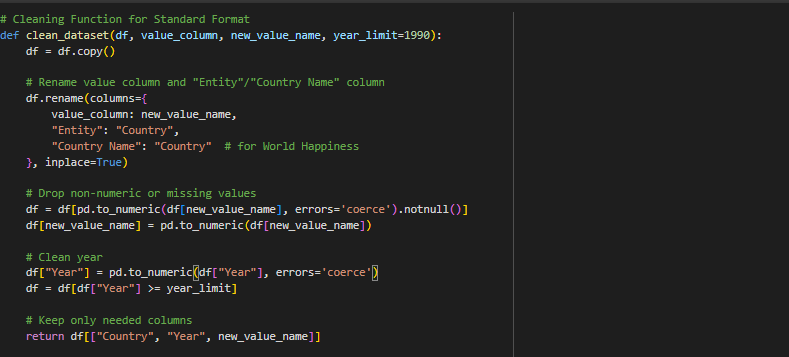 # Cleaning Function for Standard Format
def clean_dataset(df, value_column, new_value_name, year_limit=1990):
    df = df.copy()

    # Rename value column and "Entity"/"Country Name" column
    df.rename(columns={
        value_column: new_value_name,
        "Entity": "Country",
        "Country Name": "Country"  # for World Happiness
    }, inplace=True)

    # Drop non-numeric or missing values
    df = df[pd.to_numeric(df[new_value_name], errors='coerce').notnull()]
    df[new_value_name] = pd.to_numeric(df[new_value_name])

    # Clean year
    df["Year"] = pd.to_numeric(df["Year"], errors='coerce')
    df = df[df["Year"] >= year_limit]

    # Keep only needed columns
    return df[["Country", "Year", new_value_name]]